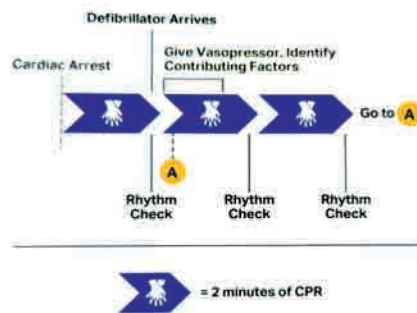 Defibrillator Arrives
Give Vasopressor, Identify
Contributing Factors
Cardiac Arrest
Go to A
A
Rhythm
Check
Rhythm
Check
Rhythm
Check
= 2 minutes of CPR